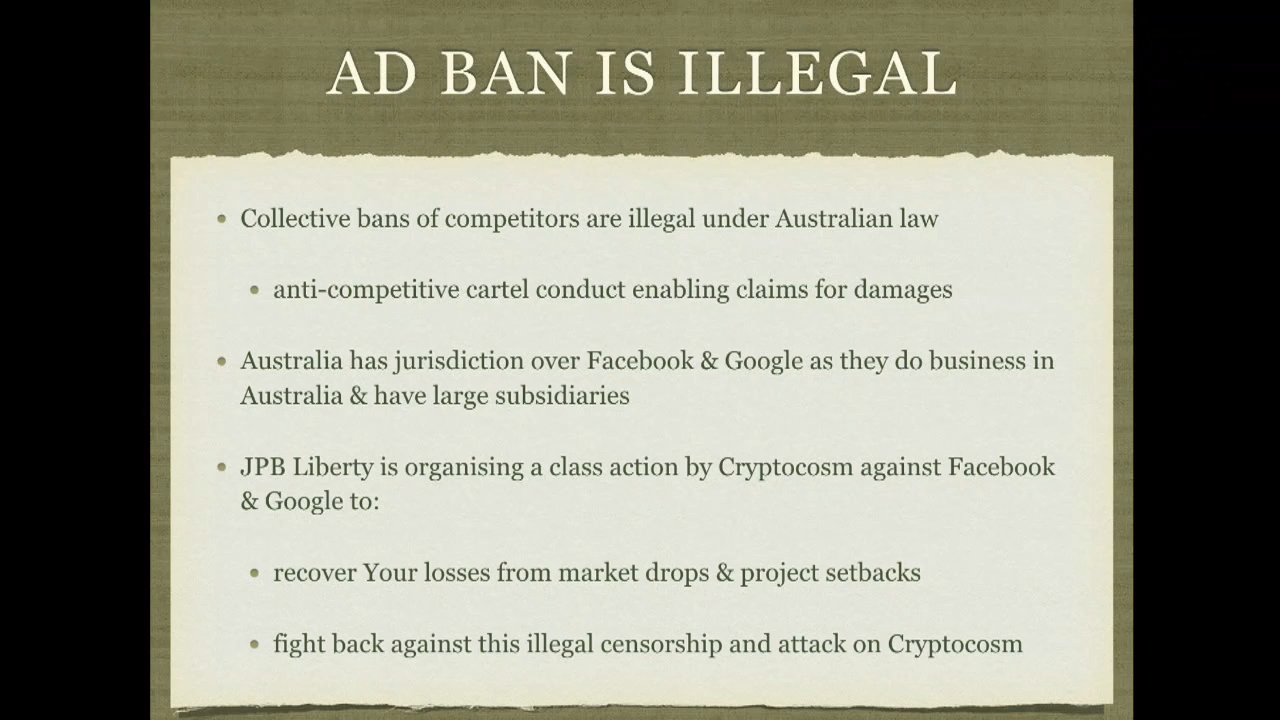 AD BAN IS ILLEGAL
• Collective bans of competitors are illegal under Australian law
• anti-competitive cartel conduct enabling claims for damages
• Australia has jurisdiction over Facebook & Google as they do business in
Australia & have large subsidiaries
• JPB Liberty is organising a class action by Cryptocosm against Facebook
& Google to:
• recover Your losses from market drops & project setbacks
• fight back against this illegal censorship and attack on Cryptocosm